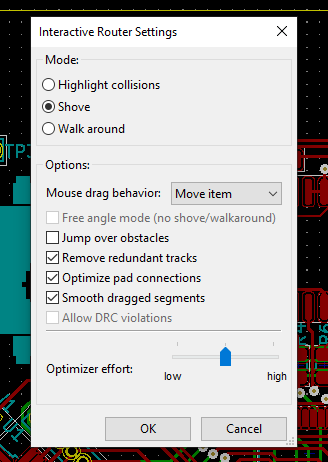 Interactive Router Settings
Mode:
Highlight collisions
Shove
Walk around
Options:
Mouse drag behavior: Move item
Free angle mode (no shove/walkaround)
Jump over obstacles
Remove redundant tracks
Optimize pad connections
Smooth dragged segments
Allow DRC violations
Optimizer effort:
low high
OK Cancel